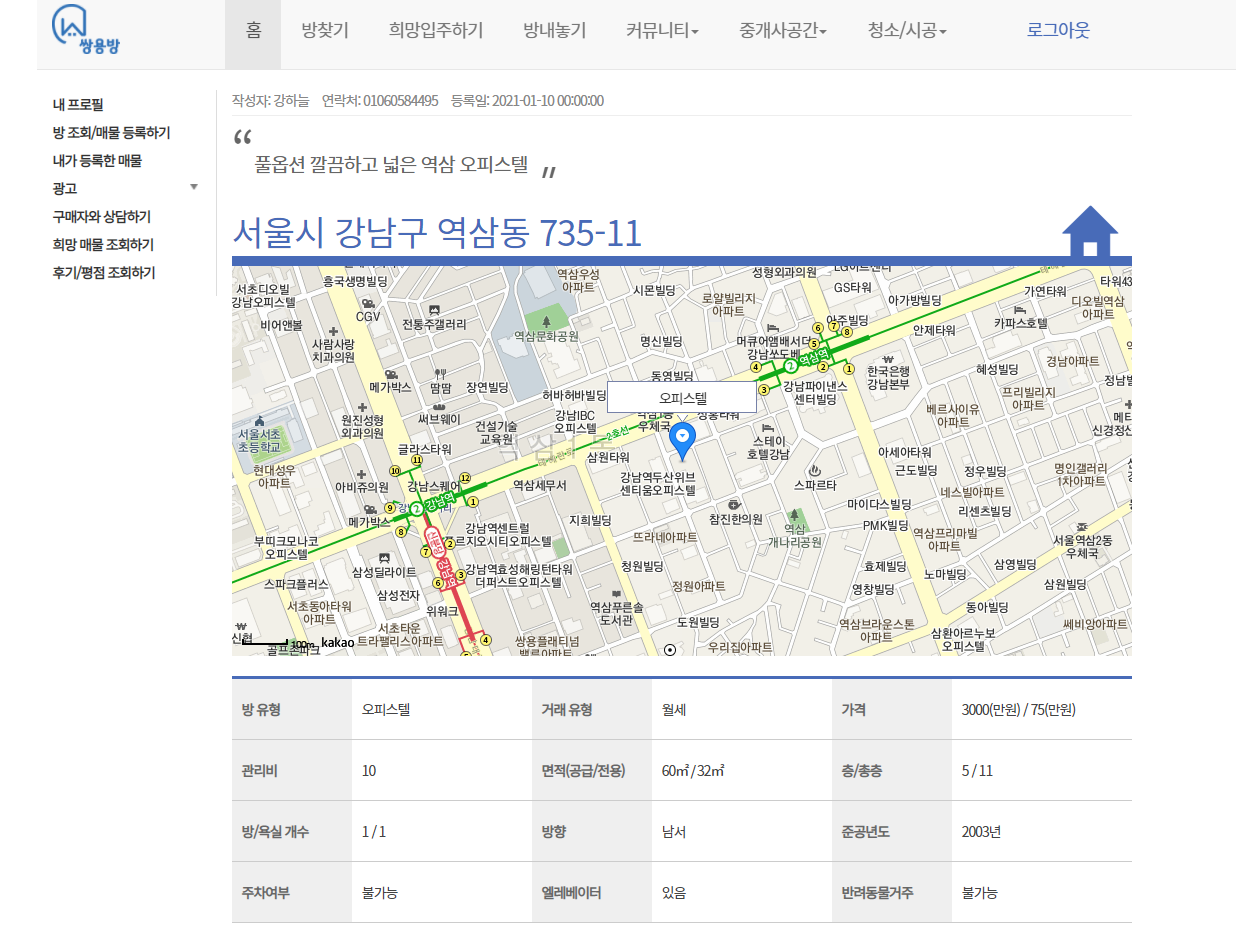 쌍용방
홈 방찾기 희망입주하기 방내놓기 커뮤니티 중개사공간 청소/시공 로그아웃
내 프로필
방 조회/매물 등록하기
내가 등록한 매물
광고
구매자와 상담하기
희망 매물 조회하기
후기/평점 조회하기
작성자: 강하늘 연락처: 01060584495 등록일: 2021-01-10 00:00:00
“
풀옵션 깔끔하고 넓은 역삼 오피스텔 〃
서울시 강남구 역삼동 735-11
서초디오빌
강남오피스텔
흥국생명빌딩
역삼우성
아파트
시몬빌딩
성형외과의원
GS타워
가연타워
타워43
비어앤봄
CGV
전통주갤러리
역삼문화공원
로얄빌리지
아파트
아가방빌딩
디오빌역삼
아파트
사람사랑
치과의원
명신빌딩
머큐어앰배서더
강남쏘도베
아주빌딩
안제타워
카파스호텔
역삼역
메가박스
땀땀
장연빌딩
동영빌딩
한국은행
강남본부
혜성빌딩
경남아파트
허바허바빌딩
오피스텔
강남파이낸스
센터빌딩
프리빌리지
아파트
원진성형
외과의원
써브웨이
강남IBC
오피스텔
우체국
베르사이유
아파트
서울서초
초등학교
건설기술
교육원
2호선
스테이
호텔강남
신경정신
글라스타워
삼원타워
아세아타워
현대성우
아파트
아비쥬의원
강남스퀘어
역삼세무서
강남역두산위브
센티움오피스텔
스파르타
근도빌딩
정우빌딩
명인갤러리
1차아파트
강남역
네스빌아파트
메가박스
지희빌딩
참진한의원
마이다스빌딩
리센츠빌딩
강남역센트럴
푸르지오시티오피스텔
역삼
개나리공원
PMK빌딩
역삼프리마빌
아파트
부띠크모나코
오피스텔
뜨라네아파트
서울역삼2동
우체국
삼성딜라이트
강남역효성해링턴타워
더퍼스트오피스텔
청원빌딩
효제빌딩
노마빌딩
삼영빌딩
스파크플러스
삼성전자
정원아파트
영창빌딩
삼원빌딩
서초동아타워
아파트
위워크
역삼푸른솔
도서관
동아빌딩
서초타운
트라팰리스아파트
도원빌딩
역삼브라운스톤
아파트
삼환아르누보
오피스텔
쎄비앙아파트
쌍용플래티넘
밸류아파트
우리집아파트
100m kakao
방 유형 오피스텔 거래 유형 월세 가격 3000(만원) / 75(만원)
관리비 10 면적(공급/전용) 60㎡ / 32㎡ 층/총층 5 / 11
방/욕실 개수 1 / 1 방향 남서 준공년도 2003년
주차여부 불가능 엘레베이터 있음 반려동물거주 불가능